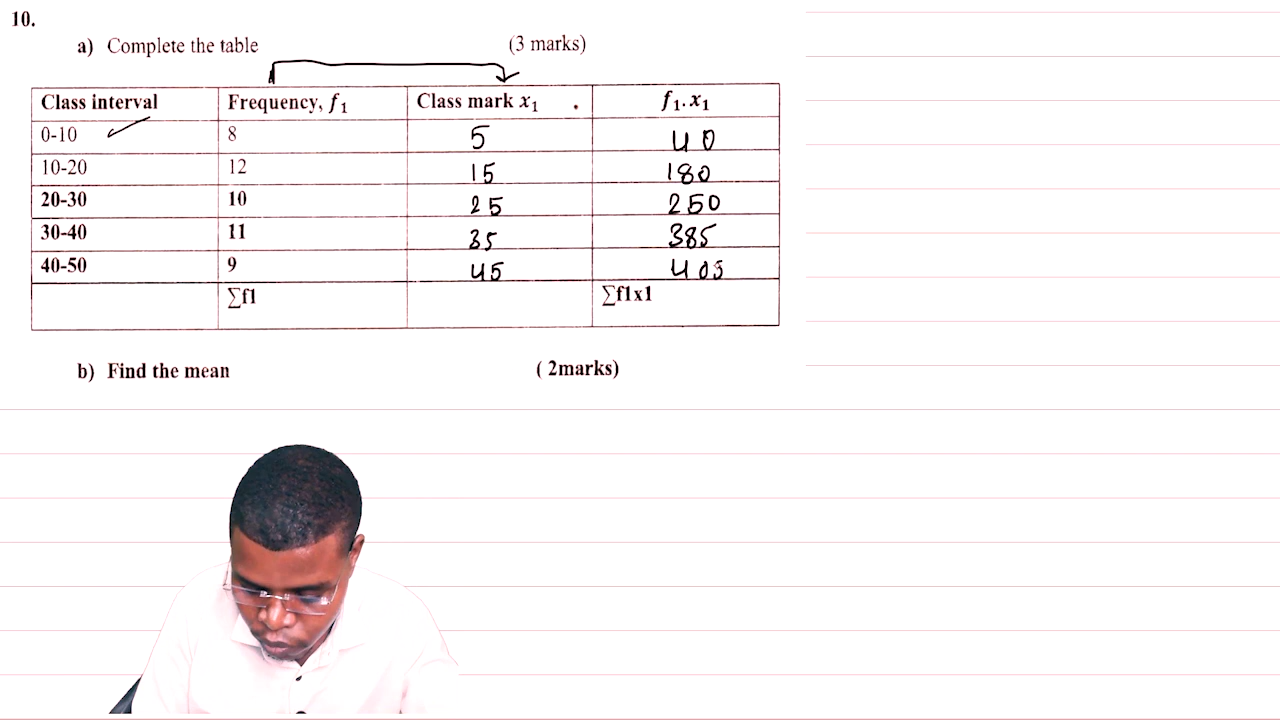 10.
a) Complete the table (3 marks)
Class interval Frequency, f₁ Class mark x₁ . f₁.x₁
0-10 8 5 40
10-20 12 15 180
20-30 10 25 250
30-40 11 35 385
40-50 9 45 405
∑f1 ∑f1x1
b) Find the mean ( 2marks)